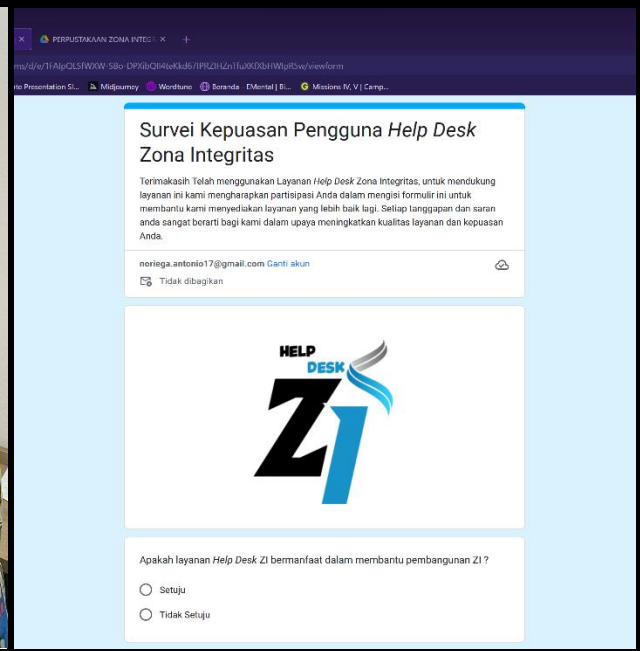 PERPUSTAKAAN ZONA INTEGR
viewform
Midjourney Wordtune Beranda EMental | Bi... Missions IV, V | Camp...
Survei Kepuasan Pengguna Help Desk
Zona Integritas
Terimakasih Telah menggunakan Layanan Help Desk Zona Integritas, untuk mendukung
layanan ini kami mengharapkan partisipasi Anda dalam mengisi formulir ini untuk
membantu kami menyediakan layanan yang lebih baik lagi. Setiap tanggapan dan saran
anda sangat berarti bagi kami dalam upaya meningkatkan kualitas layanan dan kepuasan
Anda.
noriega.antonio17@gmail.com Ganti akun
Tidak dibagikan
HELP
DESK
ZI
Apakah layanan Help Desk ZI bermanfaat dalam membantu pembangunan ZI ?
Setuju
Tidak Setuju